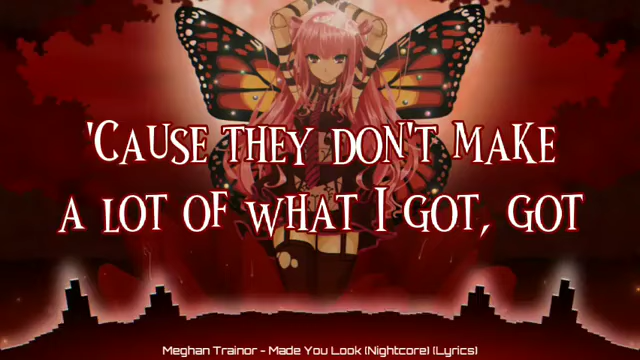 'CAUSE THEY DON'T MAKE
A LOT OF WHAT I GOT, GOT
Meghan Trainor - Made You Look (Nightcore) (Lyrics)